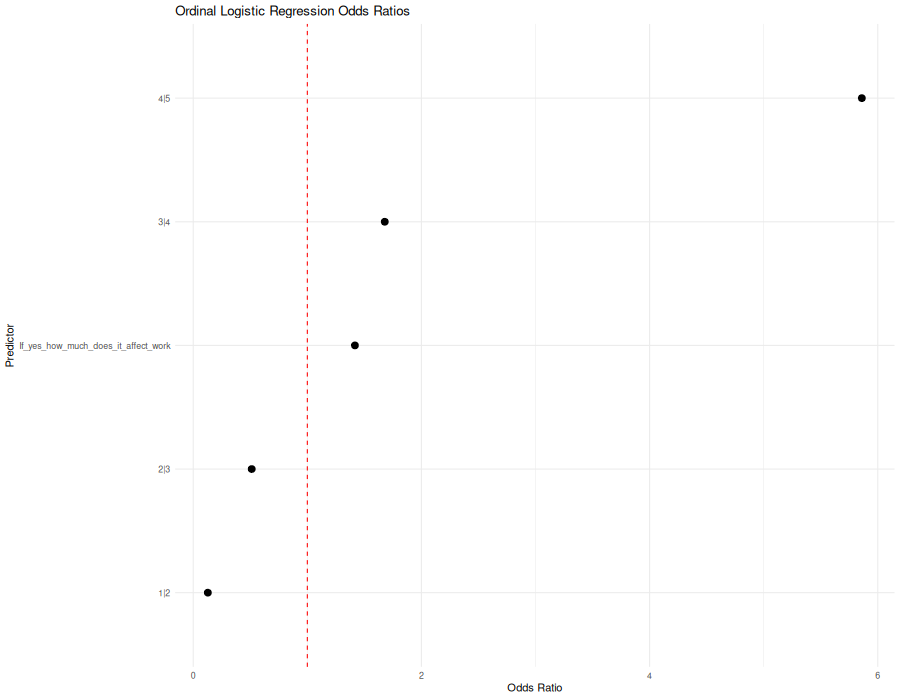 Ordinal Logistic Regression Odds Ratios
4|5
3|4
If_yes_how_much_does_it_affect_work
2|3
1|2
Predictor
0 2 4 6
Odds Ratio